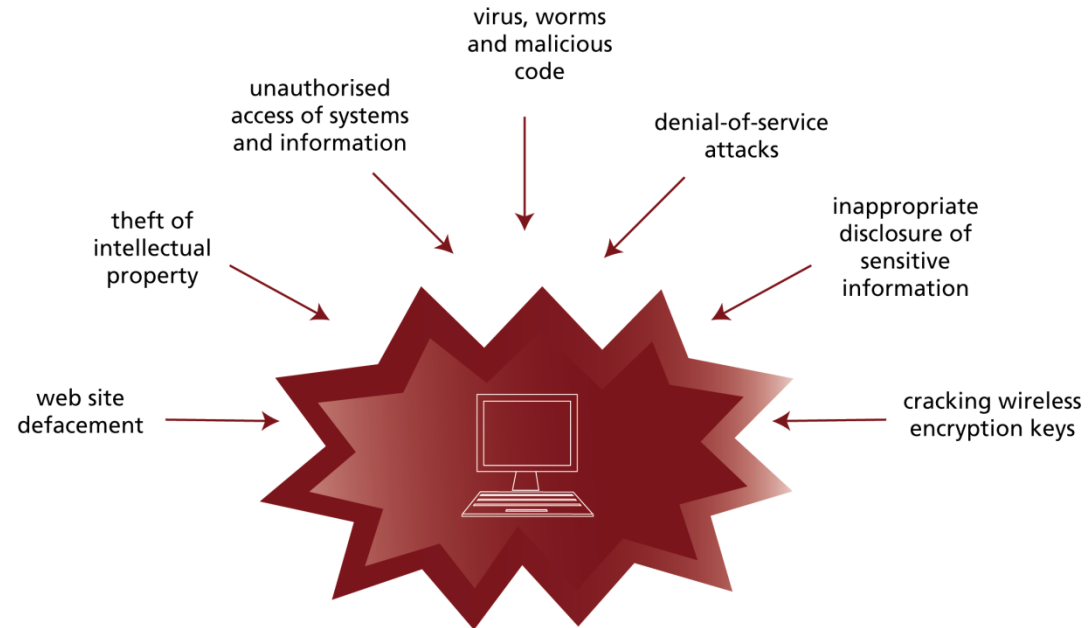 virus, worms
and malicious
code
unauthorised
access of systems
and information
denial-of-service
attacks
theft of
intellectual
property
inappropriate
disclosure of
sensitive
information
web site
defacement
cracking wireless
encryption keys